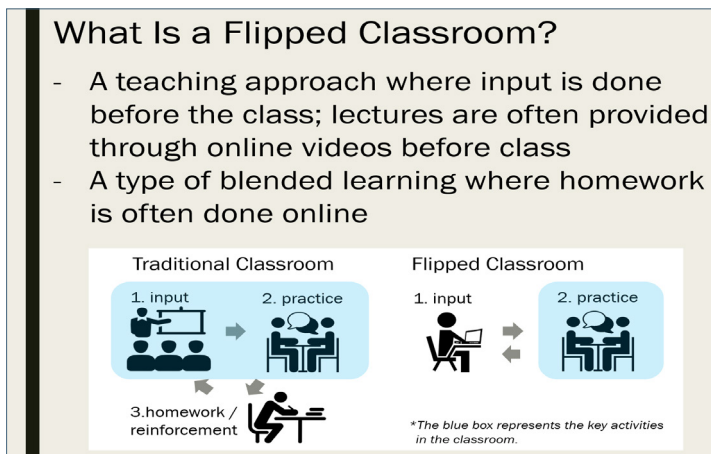 What Is a Flipped Classroom?
- A teaching approach where input is done
before the class; lectures are often provided
through online videos before class
- A type of blended learning where homework
is often done online
Traditional Classroom
1. input
2. practice
3.homework /
reinforcement
Flipped Classroom
1. input
2. practice
*The blue box represents the key activities
in the classroom.